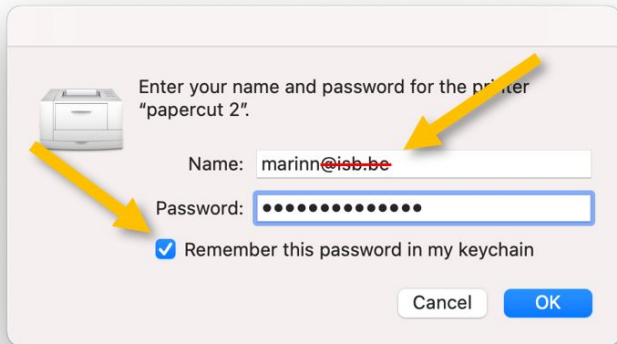 Enter your name and password for the printer
“papercut 2”.
Name: marinn@isb.be
Password: ••••••••••••••
Remember this password in my keychain
Cancel OK